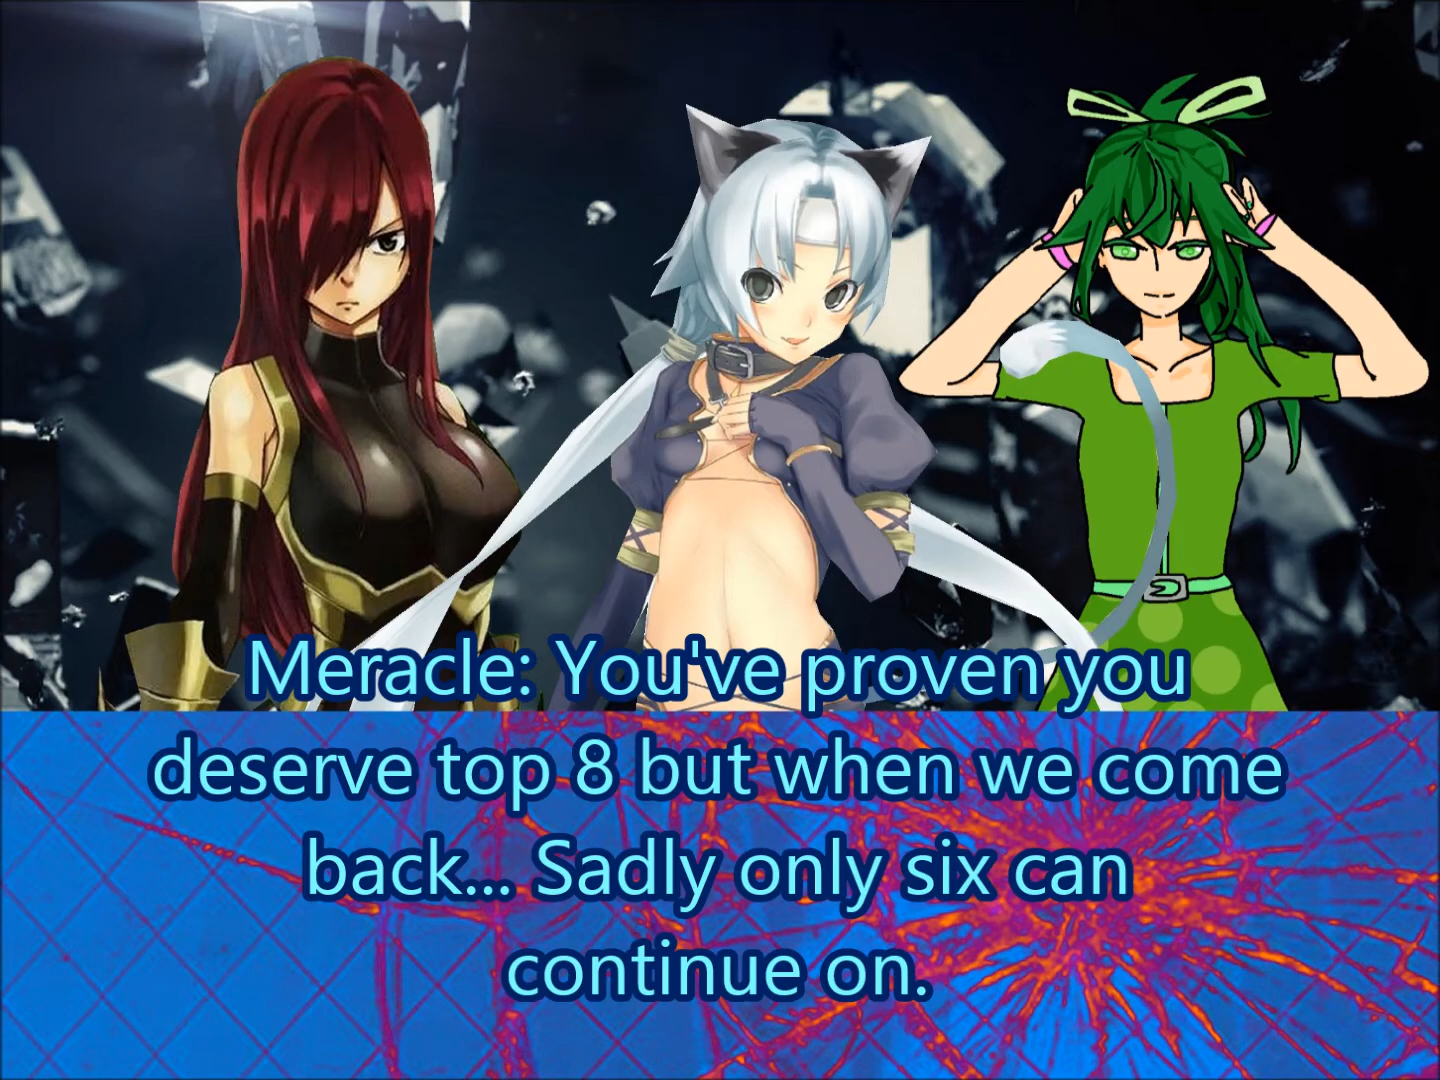 Meracle: You've proven you
deserve top 8 but when we come
back... Sadly only six can
continue on.